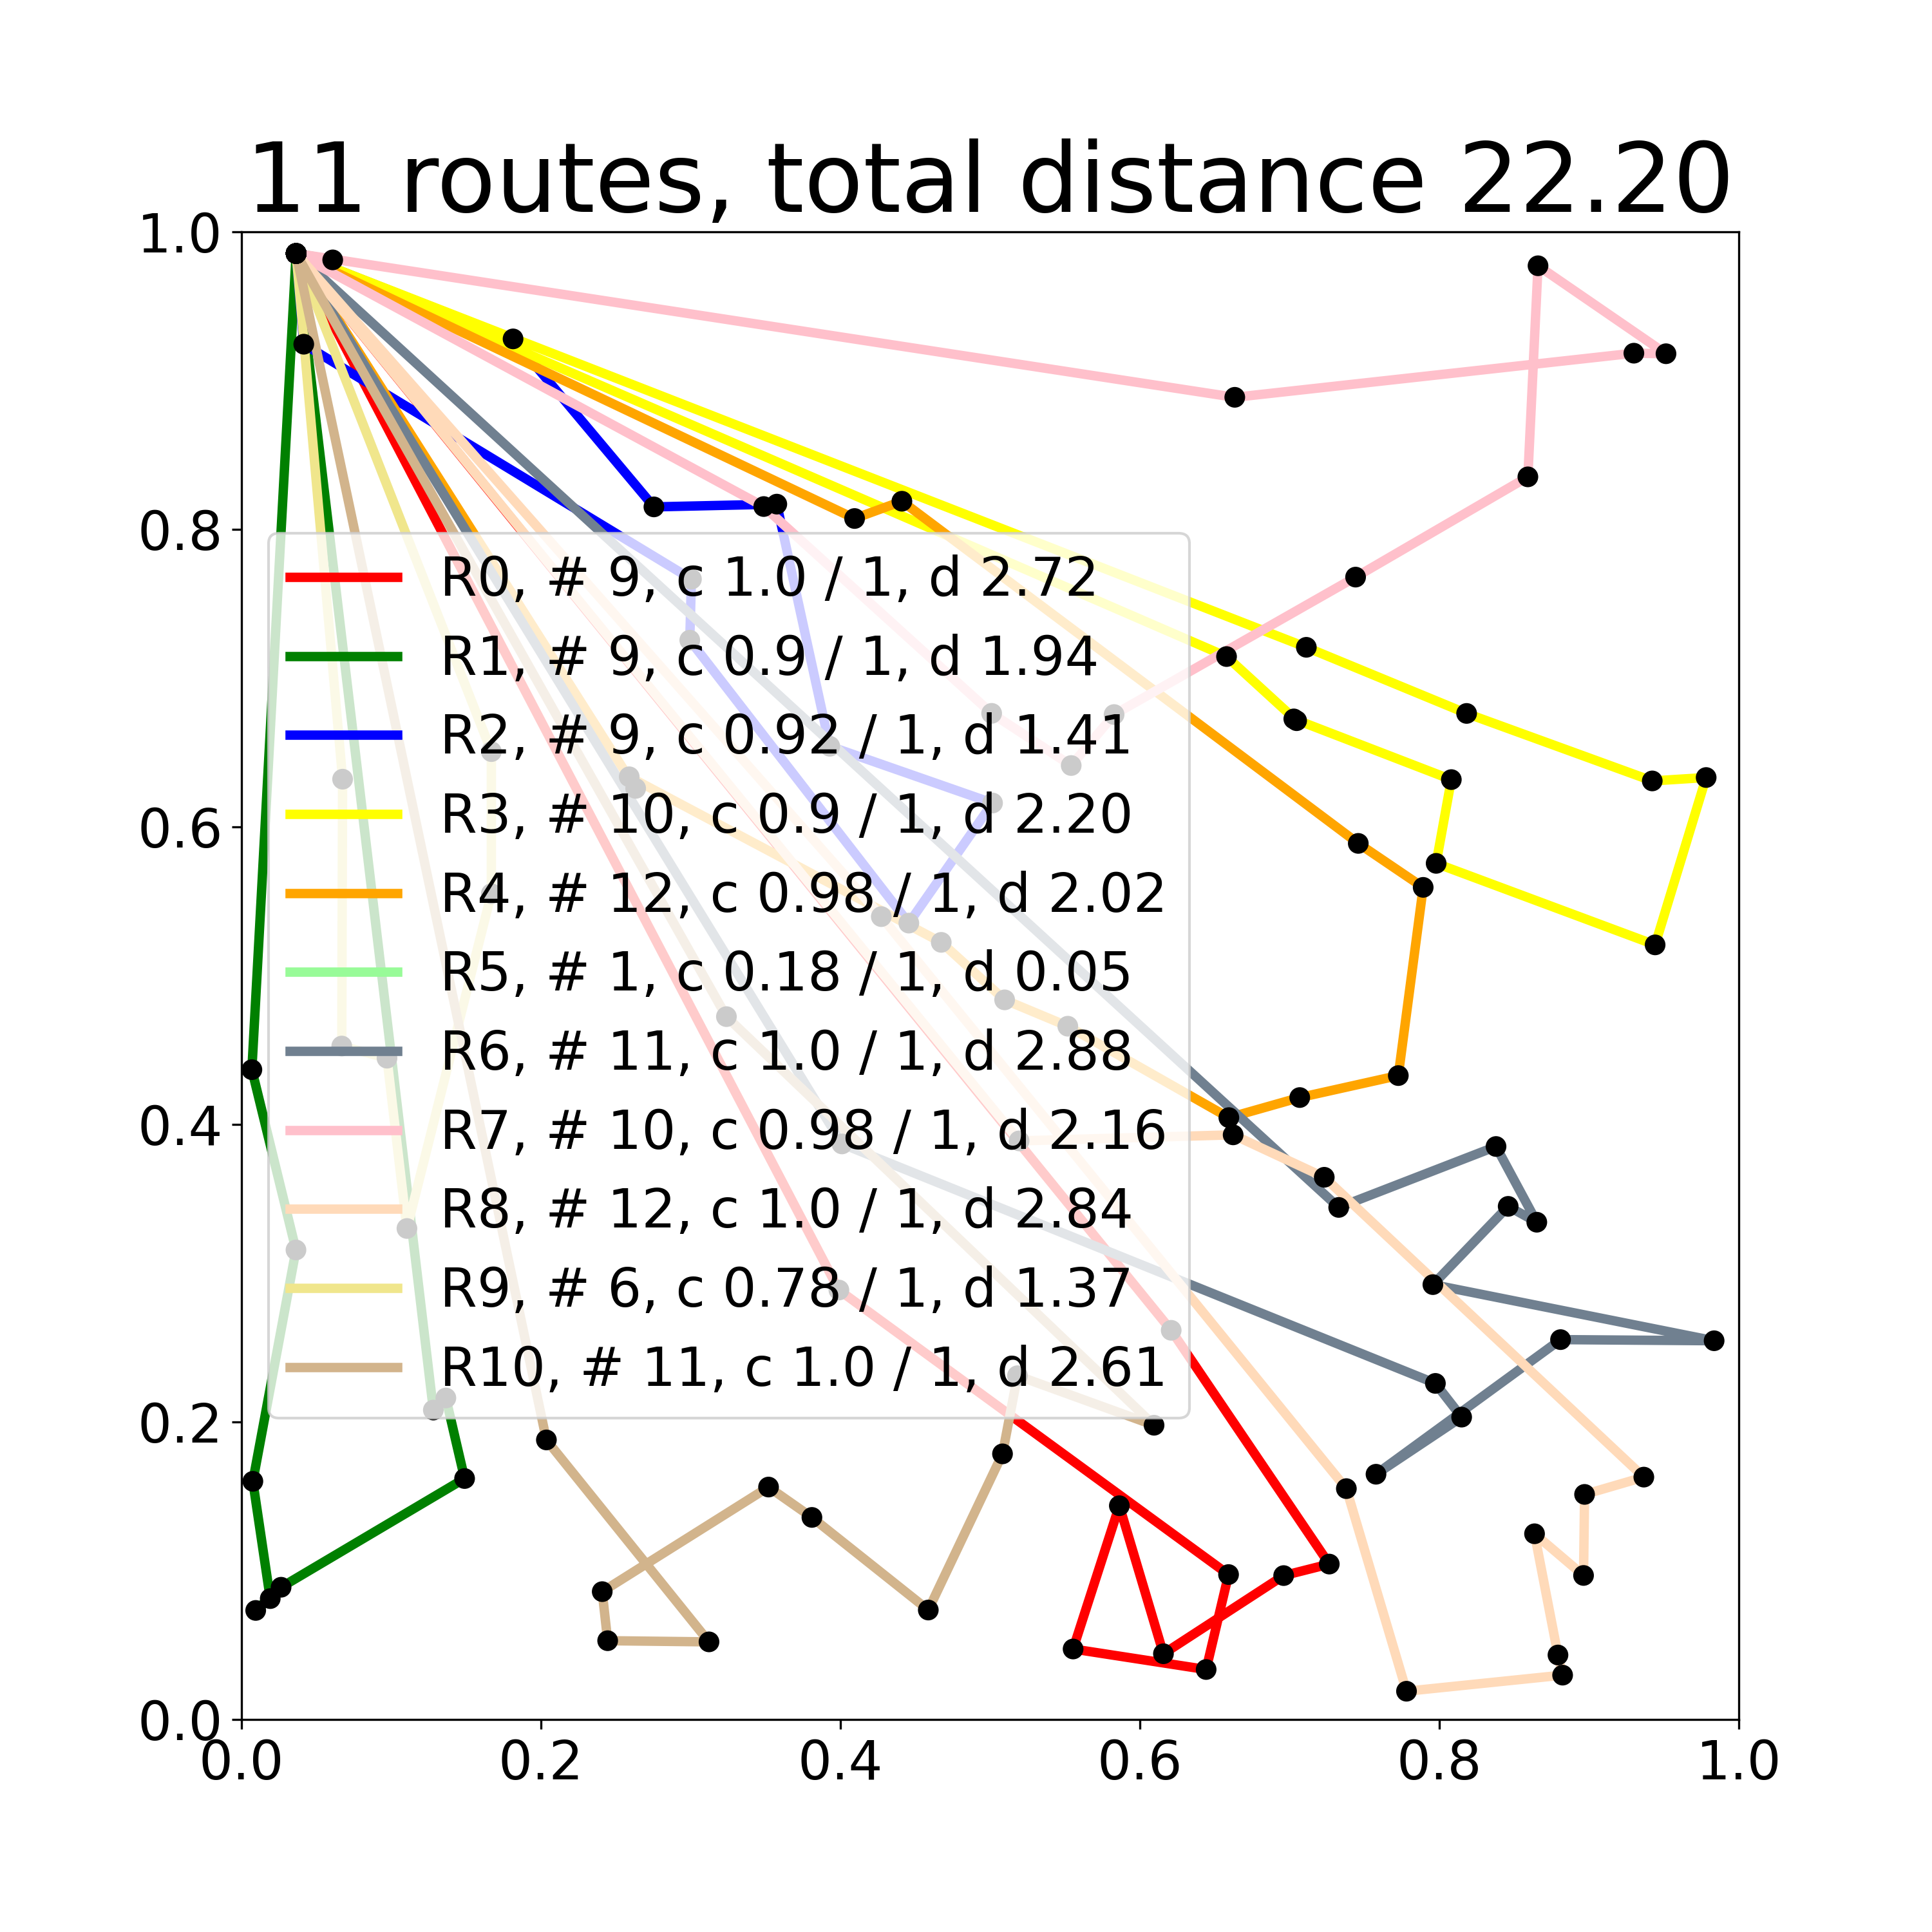 11 routes, total distance 22.20
1.0
0.8
0.6
0.4
0.2
0.0
R0, # 9, c 1.0 / 1, d 2.72
R1, # 9, c 0.9 / 1, d 1.94
R2, # 9, c 0.92 / 1, d 1.41
R3, # 10, c 0.9 / 1, d 2.20
R4, # 12, c 0.98 / 1, d 2.02
R5, # 1, c 0.18 / 1, d 0.05
R6, # 11, c 1.0 / 1, d 2.88
R7, # 10, c 0.98 / 1, d 2.16
R8, # 12, c 1.0 / 1, d 2.84
R9, # 6, c 0.78 / 1, d 1.37
R10, # 11, c 1.0 / 1, d 2.61
0.0 0.2 0.4 0.6 0.8 1.0